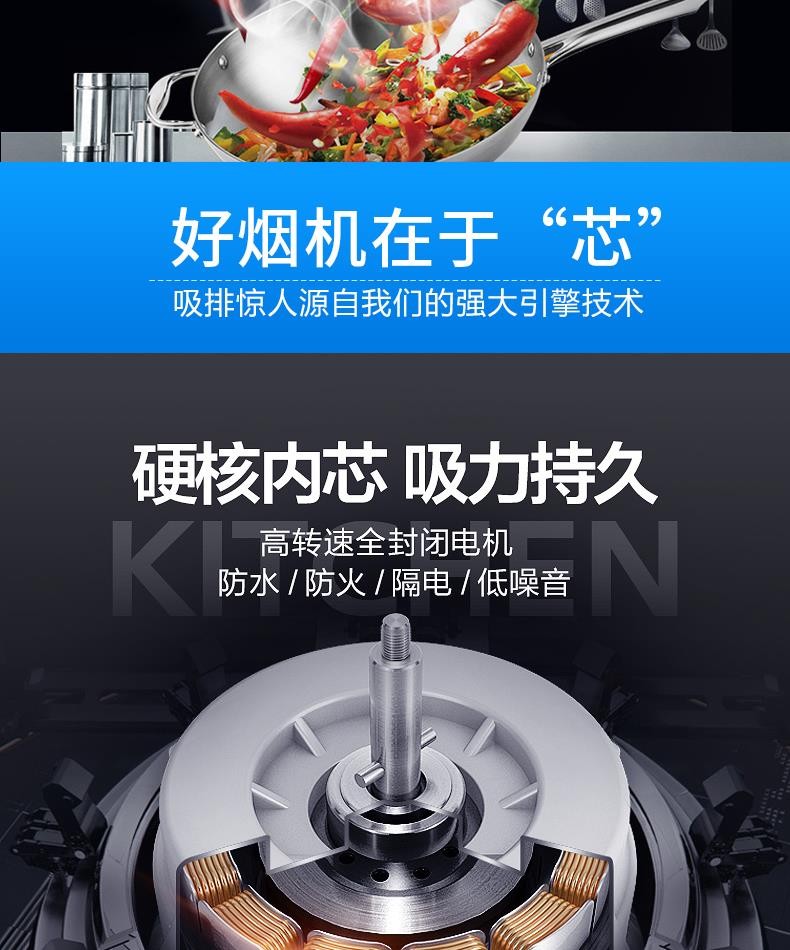 好烟机在于“芯”
吸排惊人源自我们的强大引擎技术
硬核内芯 吸力持久
KITCHEN
高转速全封闭电机
防水 / 防火 / 隔电 / 低噪音